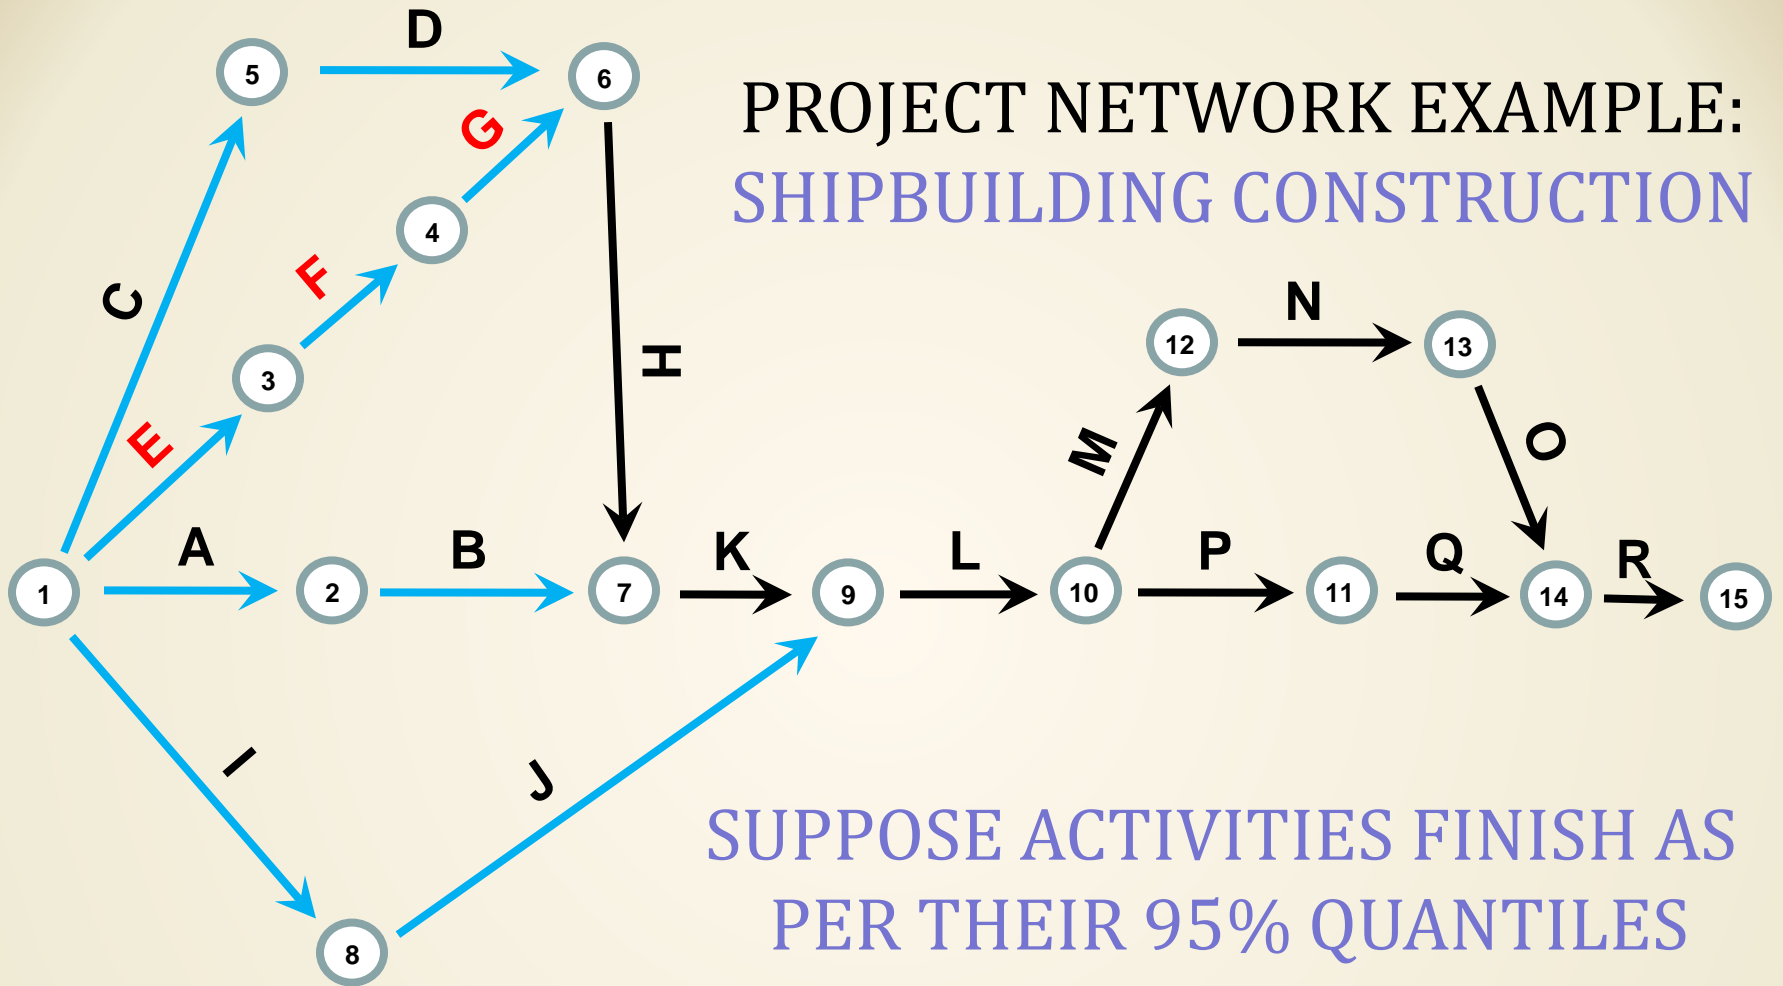 D
5
6
PROJECT NETWORK EXAMPLE:
G
SHIPBUILDING CONSTRUCTION
4
F
C
N
12
13
H
3
M
O
E
A
B
K
L
P
Q
R
1
2
7
9
10
11
14
15
I
J
SUPPOSE ACTIVITIES FINISH AS
PER THEIR 95% QUANTILES
8